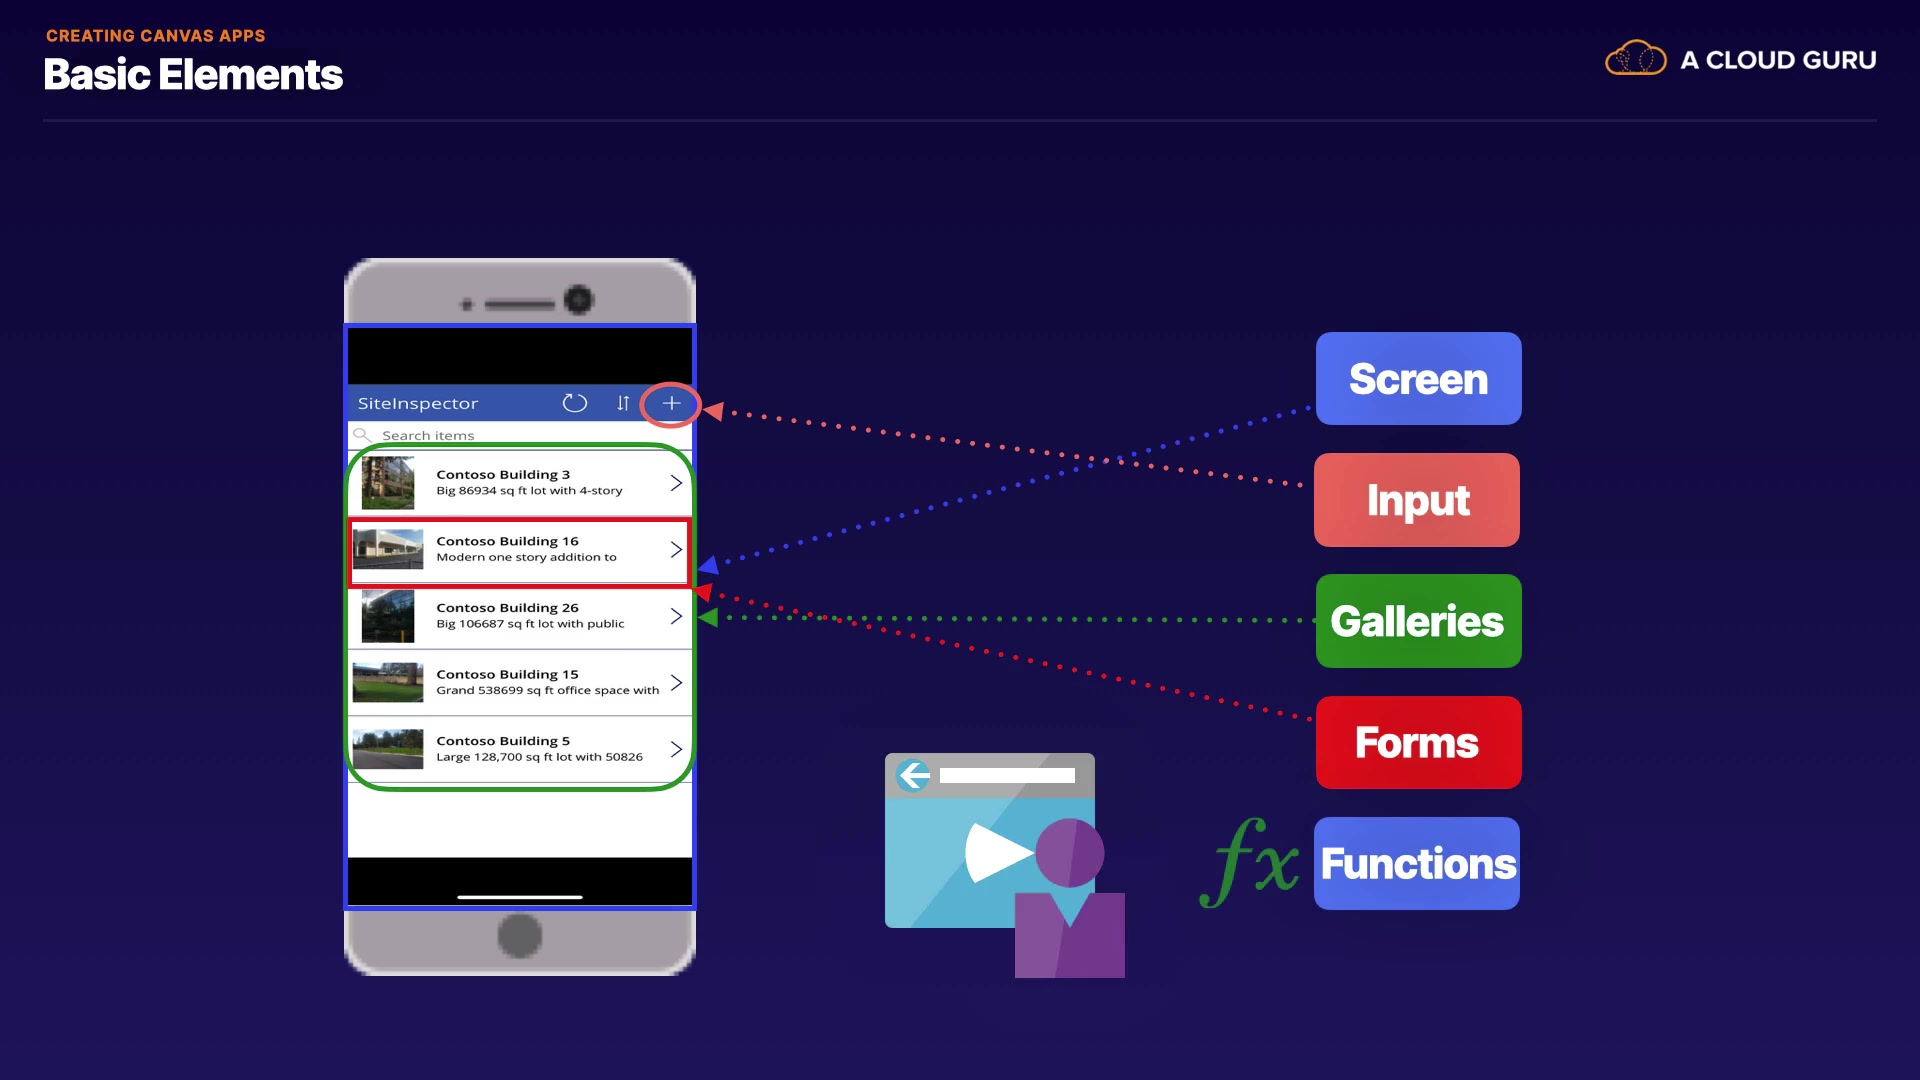 CREATING CANVAS APPS
Basic Elements
A CLOUD GURU
SiteInspector
Search items
Contoso Building 3
Big 86934 sq ft lot with 4-story
Contoso Building 16
Modern one story addition to
Contoso Building 26
Big 106687 sq ft lot with public
Contoso Building 15
Grand 538699 sq ft office space with
Contoso Building 5
Large 128,700 sq ft lot with 50826
Screen
Input
Galleries
Forms
fx
Functions